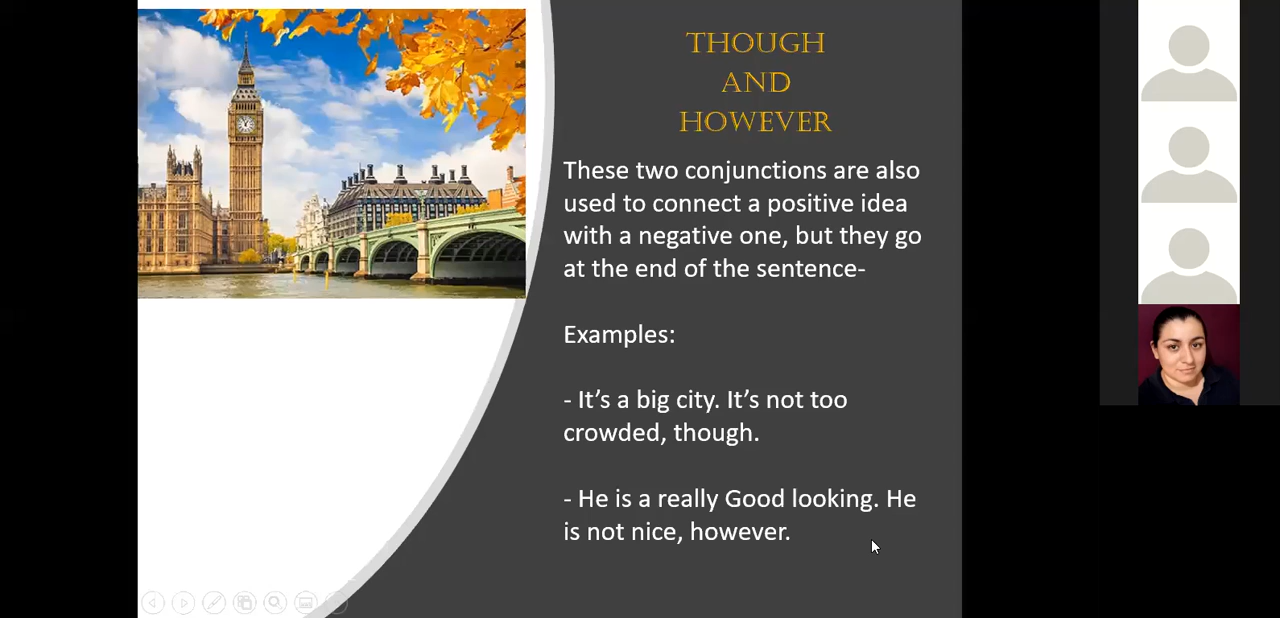 THOUGH
AND
HOWEVER
These two conjunctions are also
used to connect a positive idea
with a negative one, but they go
at the end of the sentence-
Examples:
- It’s a big city. It’s not too
crowded, though.
- He is a really Good looking. He
is not nice, however.